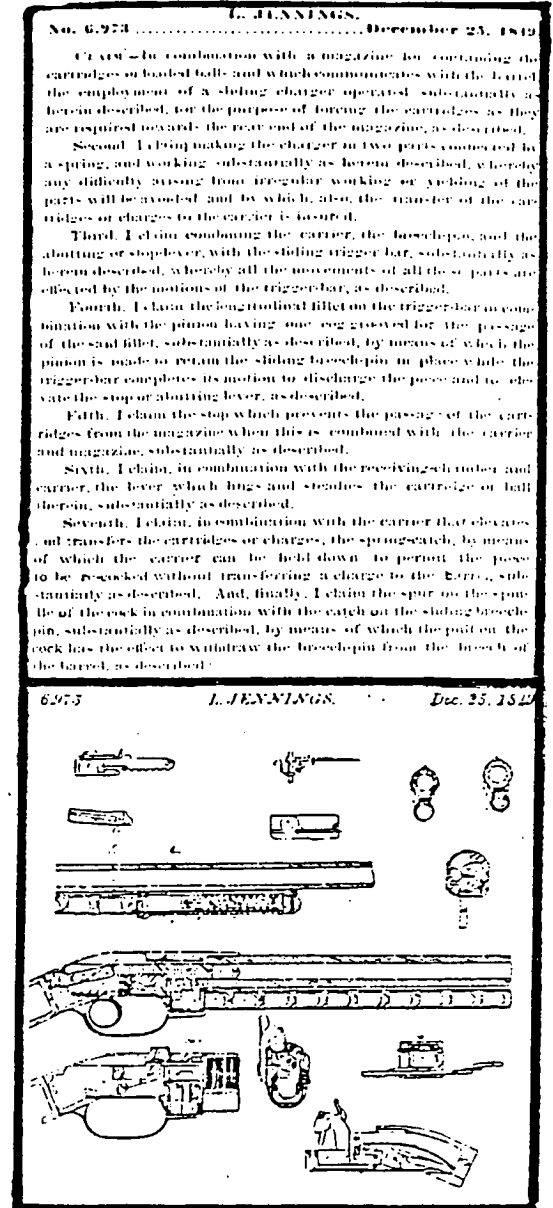 L. JENNINGS.
No. 6,973 .............................. December 25, 1849
CLAIM—In combination with a magazine for containing the
cartridges or loaded balls and which communicates with the barrel,
the employment of a sliding charger operated substantially as
herein described, for the purpose of forcing the cartridges as they
are required towards the rear end of the magazine, as described.
Second. I claim making the charger in two parts connected by
a spring, and working substantially as herein described, whereby
any difficulty arising from irregular working or yielding of the
parts will be avoided and by which, also, the transfer of the car-
tridges or charges to the carrier is insured.
Third. I claim combining the carrier, the breechpin, and the
abutting or stop lever, with the sliding trigger bar, substantially as
herein described, whereby all the movements of all these parts are
effected by the motions of the trigger-bar, as described.
Fourth. I claim the longitudinal fillet on the trigger-bar in com-
bination with the pinion having one cog grooved for the passage
of the said fillet, substantially as described, by means of which the
pinion is made to retain the sliding breechpin in place while the
trigger-bar completes its motion to discharge the piece and to ele-
vate the stop or abutting lever, as described.
Fifth. I claim the stop which prevents the passage of the cart-
ridges from the magazine when this is combined with the carrier
and magazine, substantially as described.
Sixth. I claim, in combination with the receiving-chamber and
carrier, the lever which hugs and steadies the cartridge or ball
therein, substantially as described.
Seventh. I claim, in combination with the carrier that elevates
and transfers the cartridges or charges, the spring-catch, by means
of which the carrier can be held down to permit the piece
to be re-cocked without transferring a charge to the barrel, sub-
stantially as described. And, finally, I claim the spur on the spin-
dle of the cock in combination with the catch on the sliding breech-
pin, substantially as described, by means of which the pull on the
cock has the effect to withdraw the breechpin from the breech of
the barrel, as described.
6973 L. JENNINGS. Dec. 25, 1849